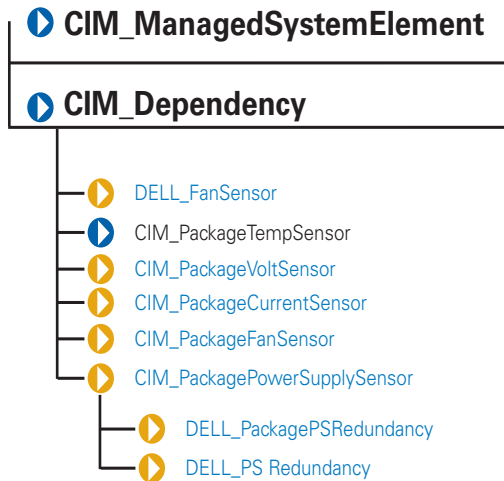 CIM_ManagedSystemElement
CIM_Dependency
DELL_FanSensor
CIM_PackageTempSensor
CIM_PackageVoltSensor
CIM_PackageCurrentSensor
CIM_PackageFanSensor
CIM_PackagePowerSupplySensor
DELL_PackagePSRedundancy
DELL_PS Redundancy